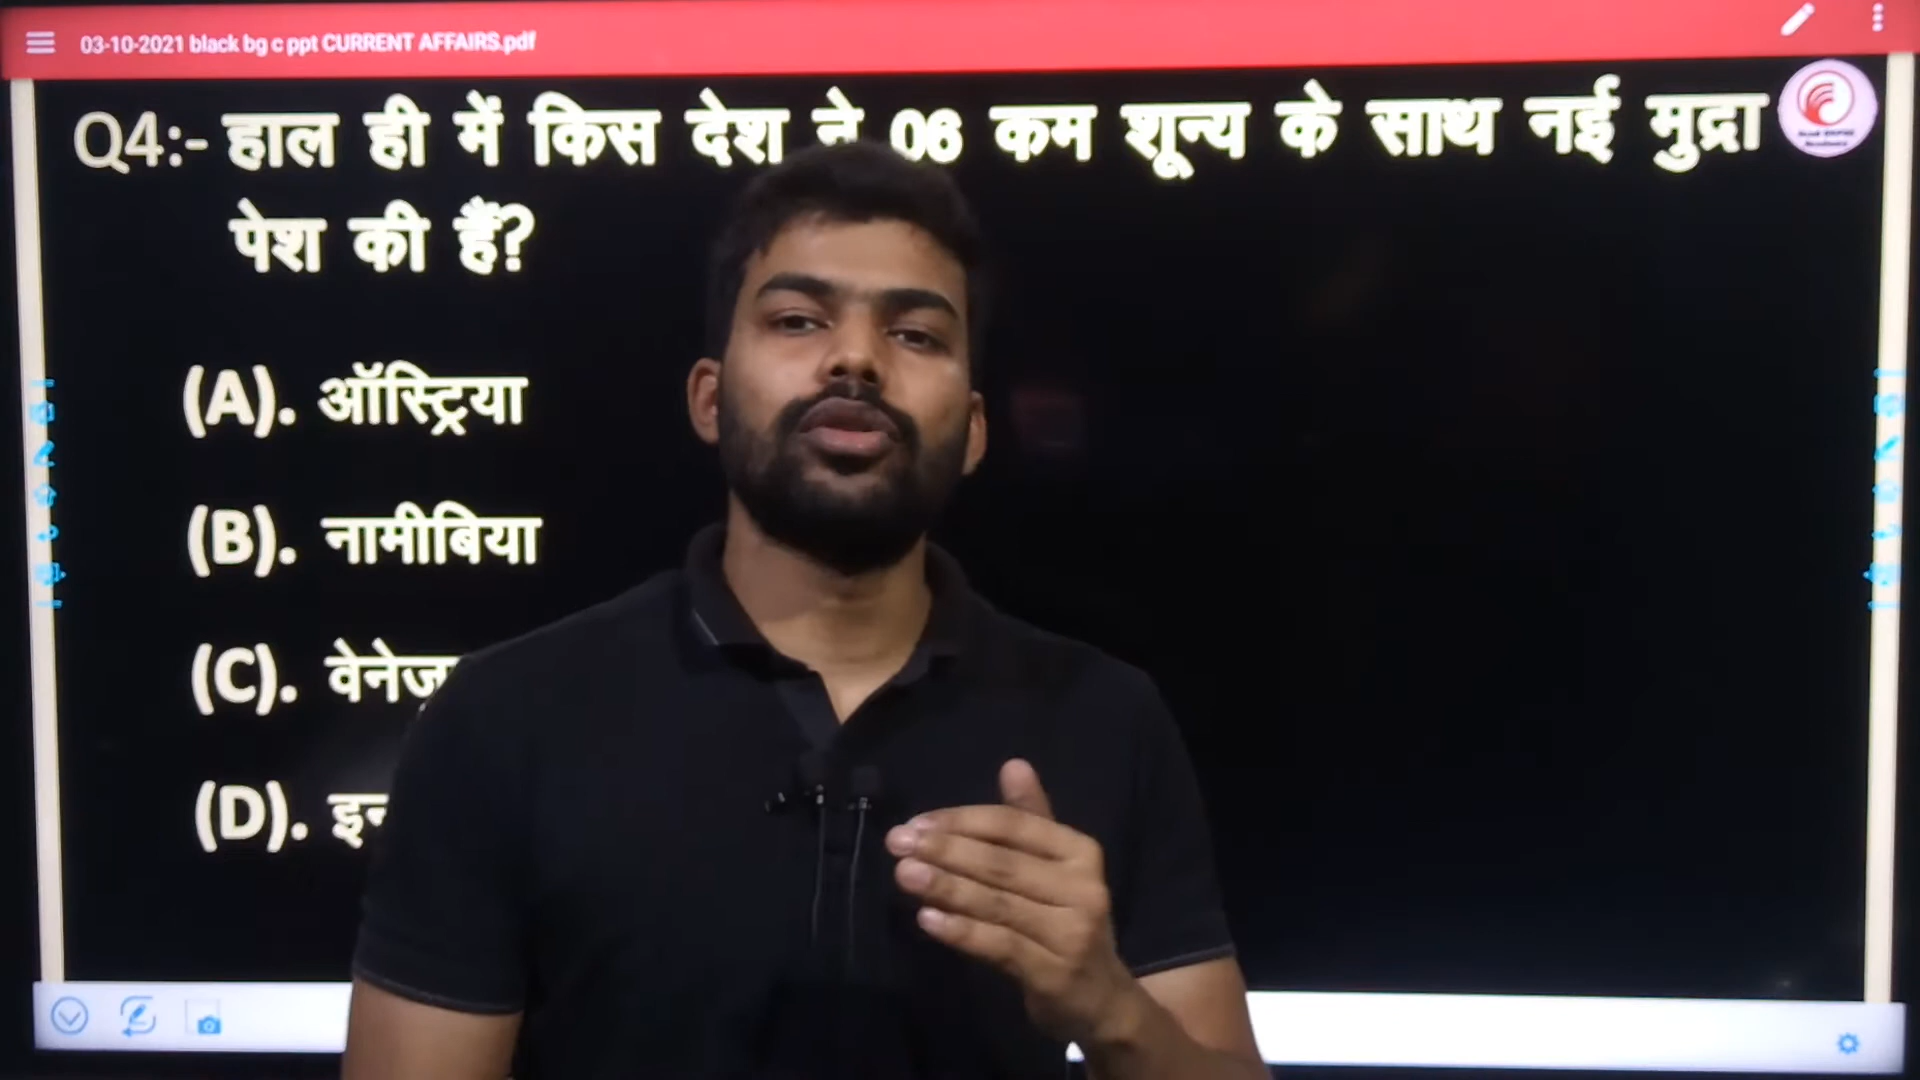 03-10-2021 black bg c ppt CURRENT AFFAIRS.pdf
Q4:- हाल ही में किस देश ने 06 कम शून्य के साथ नई मुद्रा
पेश की हैं?
(A). ऑस्ट्रिया
(B). नामीबिया
(C).
(D).